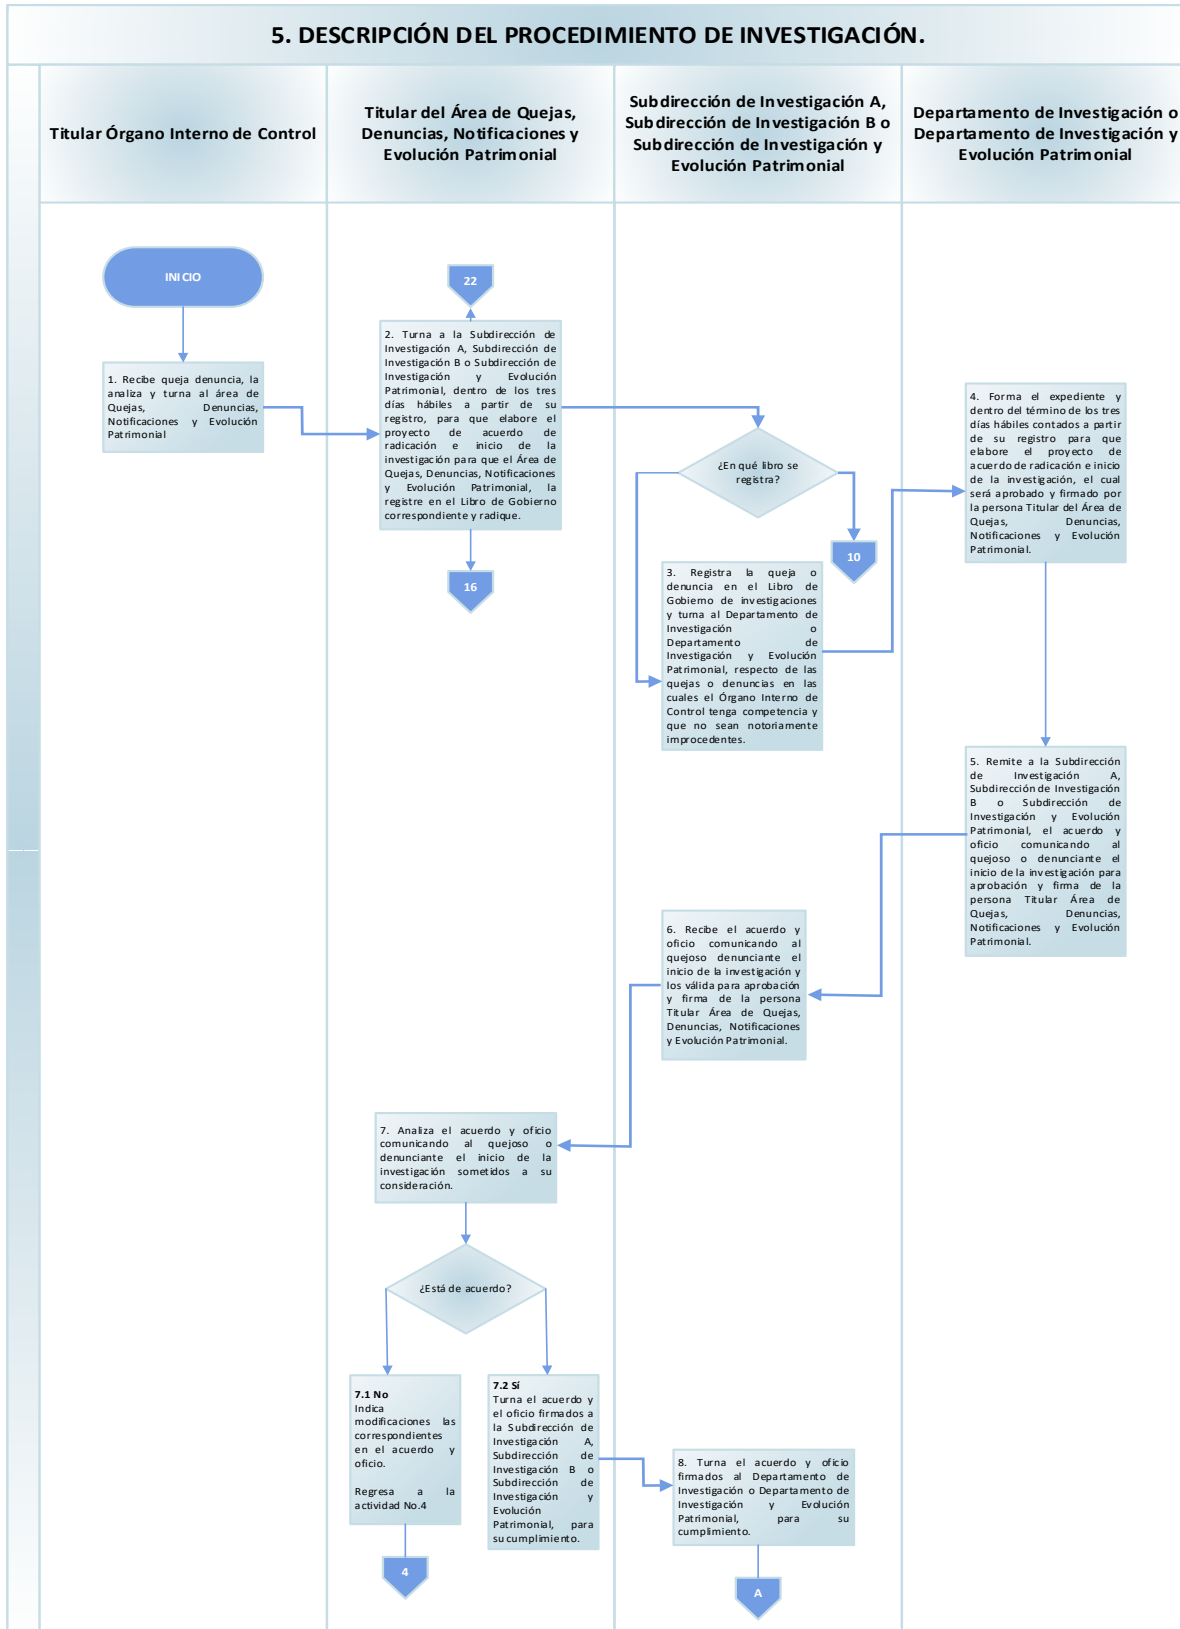 5. DESCRIPCIÓN DEL PROCEDIMIENTO DE INVESTIGACIÓN.
Titular Órgano Interno de Control
Titular del Área de Quejas,
Denuncias, Notificaciones y
Evolución Patrimonial
Subdirección de Investigación A,
Subdirección de Investigación B o
Subdirección de Investigación y
Evolución Patrimonial
Departamento de Investigación o
Departamento de Investigación y
Evolución Patrimonial
INICIO
1. Recibe queja denuncia, la
analiza y turna al área de
Quejas, Denuncias,
Notificaciones y Evolución
Patrimonial
22
2. Turna a la Subdirección de
Investigación A, Subdirección de
Investigación B o Subdirección de
Investigación y Evolución
Patrimonial, dentro de los tres
días hábiles a partir de su
registro, para que elabore el
proyecto de acuerdo de
radicación e inicio de la
investigación para que el Área de
Quejas, Denuncias, Notificaciones
y Evolución Patrimonial, la
registre en el Libro de Gobierno
correspondiente y radique.
16
¿En qué libro se
registra?
10
3. Registra la queja o
denuncia en el Libro de
Gobierno de investigaciones
y turna al Departamento de
Investigación o
Departamento de
Investigación y Evolución
Patrimonial, respecto de las
quejas o denuncias en las
cuales el Órgano Interno de
Control tenga competencia y
que no sean notoriamente
improcedentes.
4. Forma el expediente y
dentro del término de los tres
días hábiles contados a partir
de su registro para que
elabore el proyecto de
acuerdo de radicación e inicio
de la investigación, el cual
será aprobado y firmado por
la persona Titular del Área de
Quejas, Denuncias,
Notificaciones y Evolución
Patrimonial.
5. Remite a la Subdirección
de Investigación A,
Subdirección de Investigación
B o Subdirección de
Investigación y Evolución
Patrimonial, el acuerdo y
oficio comunicando al
quejoso o denunciante el
inicio de la investigación para
aprobación y firma de la
persona Titular Área de
Quejas, Denuncias,
Notificaciones y Evolución
Patrimonial.
6. Recibe el acuerdo y
oficio comunicando al
quejoso denunciante el
inicio de la investigación y
los válida para aprobación
y firma de la persona
Titular Área de Quejas,
Denuncias, Notificaciones
y Evolución Patrimonial.
7. Analiza el acuerdo y oficio
comunicando al quejoso o
denunciante el inicio de la
investigación sometidos a su
consideración.
¿Está de acuerdo?
7.1 No
Indica
modificaciones las
correspondientes
en el acuerdo y
oficio.
Regresa a la
actividad No.4
4
7.2 Sí
Turna el acuerdo y
el oficio firmados a
la Subdirección de
Investigación A,
Subdirección de
Investigación B o
Subdirección de
Investigación y
Evolución
Patrimonial, para
su cumplimiento.
8. Turna el acuerdo y oficio
firmados al Departamento de
Investigación o Departamento de
Investigación y Evolución
Patrimonial, para su
cumplimiento.
A